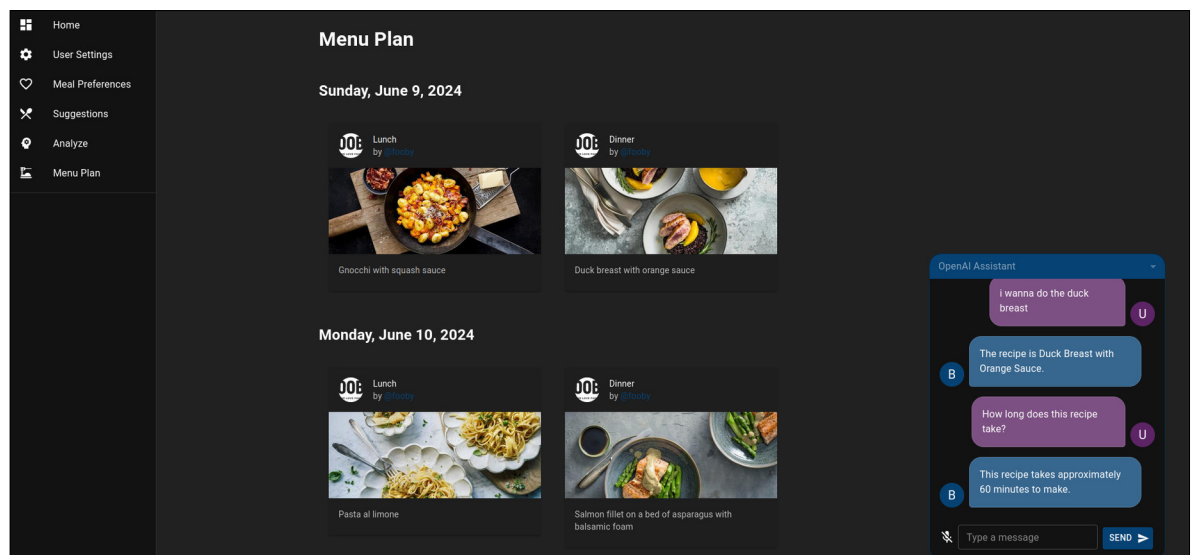 Home
User Settings
Meal Preferences
Suggestions
Analyze
Menu Plan
Menu Plan
Sunday, June 9, 2024
Lunch
by @fooby
Gnocchi with squash sauce
Dinner
by @fooby
Duck breast with orange sauce
Monday, June 10, 2024
Lunch
by @fooby
Pasta al limone
Dinner
by @fooby
Salmon fillet on a bed of asparagus with
balsamic foam
OpenAI Assistant
i wanna do the duck
breast
U
The recipe is Duck Breast with
Orange Sauce.
B
How long does this recipe
take?
U
This recipe takes approximately
60 minutes to make.
B
Type a message
SEND